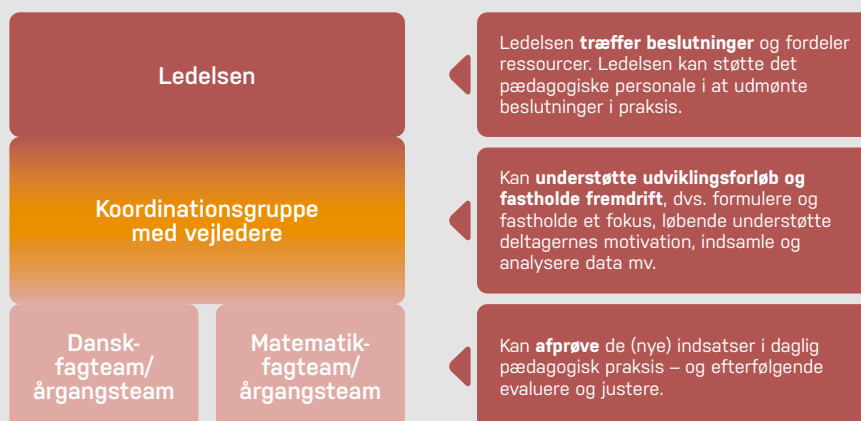 Ledelsen
Ledelsen træffer beslutninger og fordeler
ressourcer. Ledelsen kan støtte det
pædagogiske personale i at udmønte
beslutninger i praksis.
Koordinationsgruppe
med vejledere
Kan understøtte udviklingsforløb og
fastholde fremdrift, dvs. formulere og
fastholde et fokus, løbende understøtte
deltagernes motivation, indsamle og
analysere data mv.
Dansk-
fagteam/
årgangsteam
Matematik-
fagteam/
årgangsteam
Kan afprøve de (nye) indsatser i daglig
pædagogisk praksis – og efterfølgende
evaluere og justere.